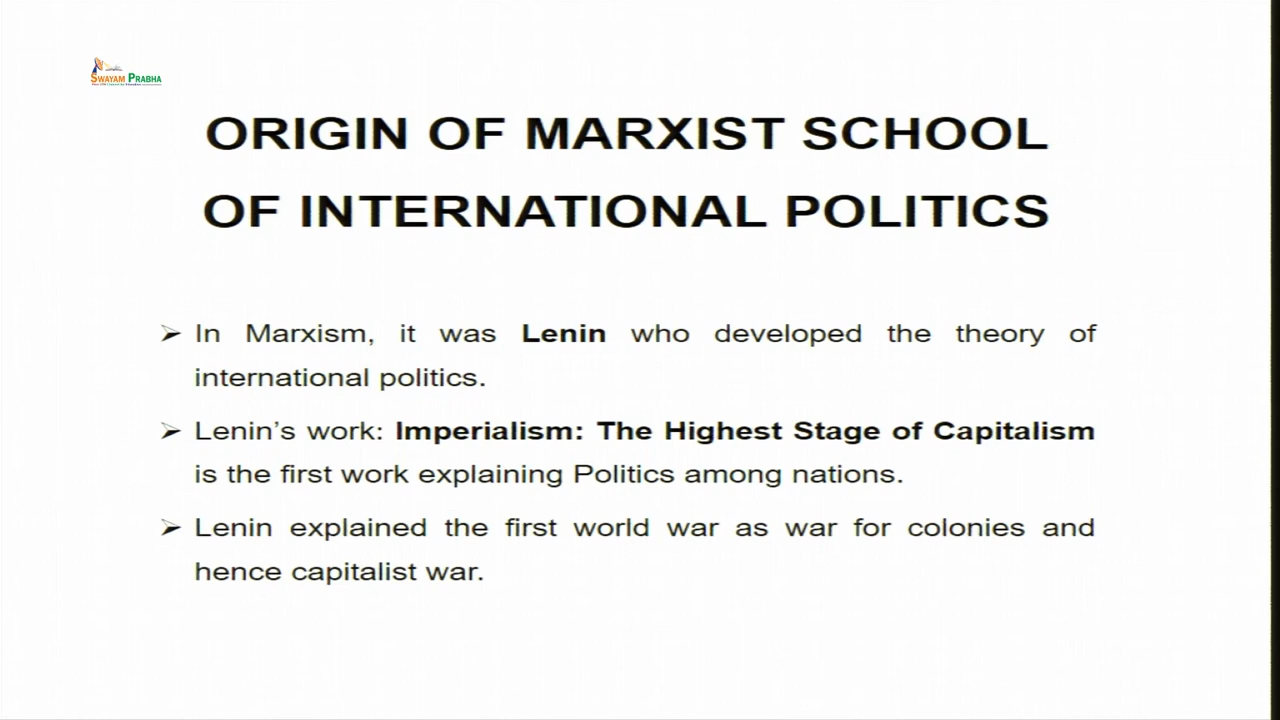 SWAYAM PRABHA
ORIGIN OF MARXIST SCHOOL
OF INTERNATIONAL POLITICS
➢ In Marxism, it was Lenin who developed the theory of
international politics.
➢ Lenin's work: Imperialism: The Highest Stage of Capitalism
is the first work explaining Politics among nations.
➢ Lenin explained the first world war as war for colonies and
hence capitalist war.